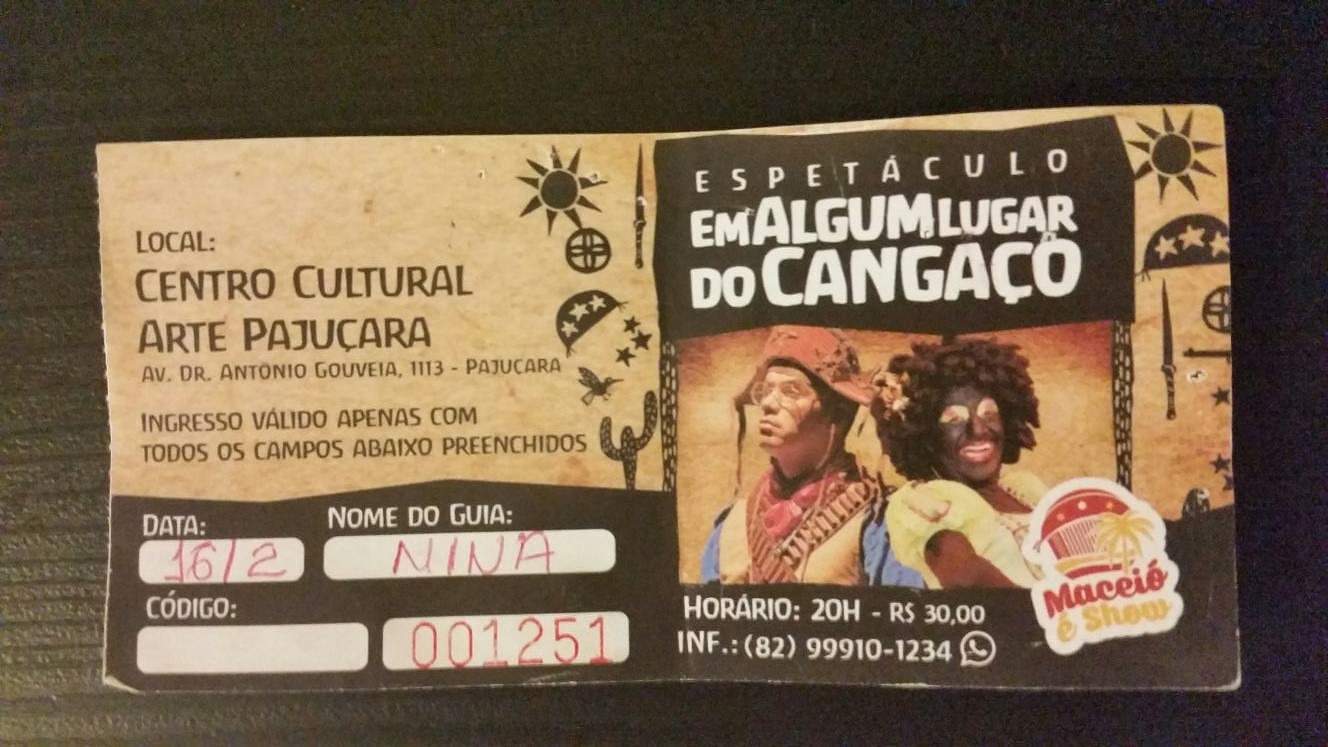 LOCAL:
CENTRO CULTURAL
ARTE PAJUÇARA
AV. DR. ANTÔNIO GOUVEIA, 1113 - PAJUÇARA
INGRESSO VÁLIDO APENAS COM
TODOS OS CAMPOS ABAIXO PREENCHIDOS
DATA:
16/2
NOME DO GUIA:
NINA
CÓDIGO:
001251
ESPETÁCULO
EM ALGUM LUGAR
DO CANGAÇO
HORÁRIO: 20H - R$ 30,00
INF.: (82) 99910-1234
Maceió
é Show